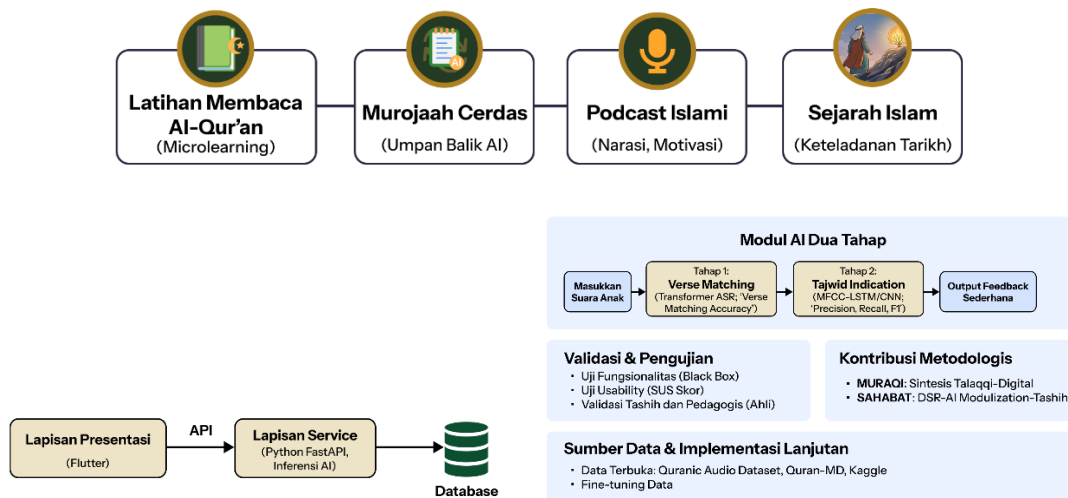 Latihan Membaca
Al-Qur'an
(Microlearning)
Murojaah Cerdas
(Umpan Balik AI)
AI
Podcast Islami
(Narasi, Motivasi)
Sejarah Islam
(Keteladanan Tarikh)
Modul AI Dua Tahap
Masukkan
Suara Anak
Tahap 1:
Verse Matching
(Transformer ASR; 'Verse
Matching Accuracy')
Tahap 2:
Tajwid Indication
(MFCC-LSTM/CNN;
'Precision, Recall, F1')
Output Feedback
Sederhana
Validasi & Pengujian
• Uji Fungsionalitas (Black Box)
• Uji Usability (SUS Skor)
• Validasi Tashih dan Pedagogis (Ahli)
Kontribusi Metodologis
• MURAQI: Sintesis Talaqqi-Digital
• SAHABAT: DSR-AI Modulization-Tashih
Lapisan Presentasi
(Flutter)
API
Lapisan Service
(Python FastAPI,
Inferensi AI)
Database
Sumber Data & Implementasi Lanjutan
• Data Terbuka: Quranic Audio Dataset, Quran-MD, Kaggle
• Fine-tuning Data